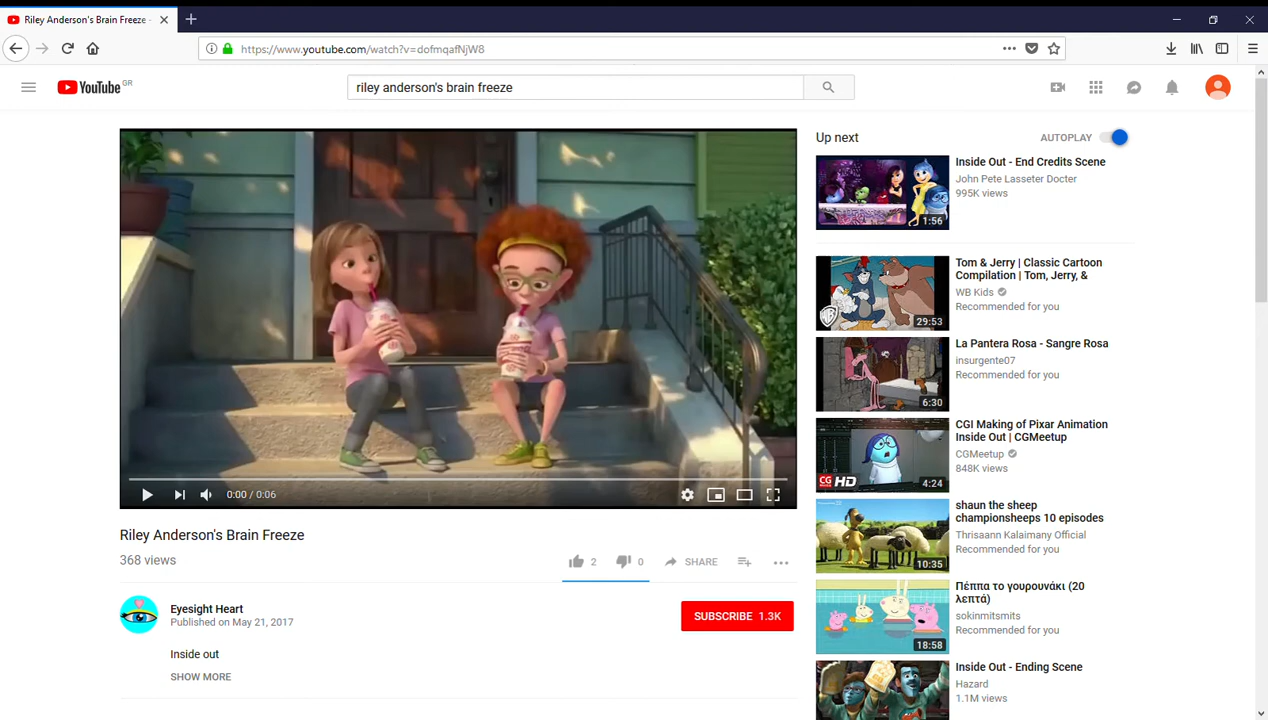 Riley Anderson's Brain Freeze -
https://www.youtube.com/watch?v=dofmqafNjW8
YouTube GR
riley anderson's brain freeze
Up next
AUTOPLAY
Inside Out - End Credits Scene
John Pete Lasseter Docter
995K views
1:56
Tom & Jerry | Classic Cartoon
Compilation | Tom, Jerry, &
WB Kids
Recommended for you
WB
29:53
La Pantera Rosa - Sangre Rosa
insurgente07
Recommended for you
6:30
CGI Making of Pixar Animation
Inside Out | CGMeetup
CGMeetup
848K views
CG HD
4:24
shaun the sheep
championsheeps 10 episodes
Thrisaann Kalaimany Official
Recommended for you
10:35
Πέππα το γουρουνάκι (20
λεπτά)
sokinmitsmits
Recommended for you
18:58
Inside Out - Ending Scene
Hazard
1.1M views
0:00 / 0:06
Riley Anderson's Brain Freeze
368 views
2
0
SHARE
Eyesight Heart
Published on May 21, 2017
SUBSCRIBE 1.3K
Inside out
SHOW MORE